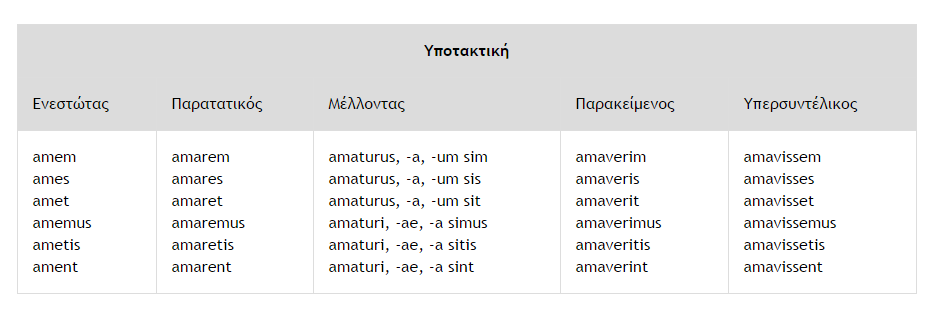 Υποτακτική
Ενεστώτας Παρατατικός Μέλλοντας Παρακείμενος Υπερσυντέλικος
amem amarem amaturus, -a, -um sim amaverim amavissem
ames amares amaturus, -a, -um sis amaveris amavisses
amet amaret amaturus, -a, -um sit amaverit amavisset
amemus amaremus amaturi, -ae, -a simus amaverimus amavissemus
ametis amaretis amaturi, -ae, -a sitis amaveritis amavissetis
ament amarent amaturi, -ae, -a sint amaverint amavissent